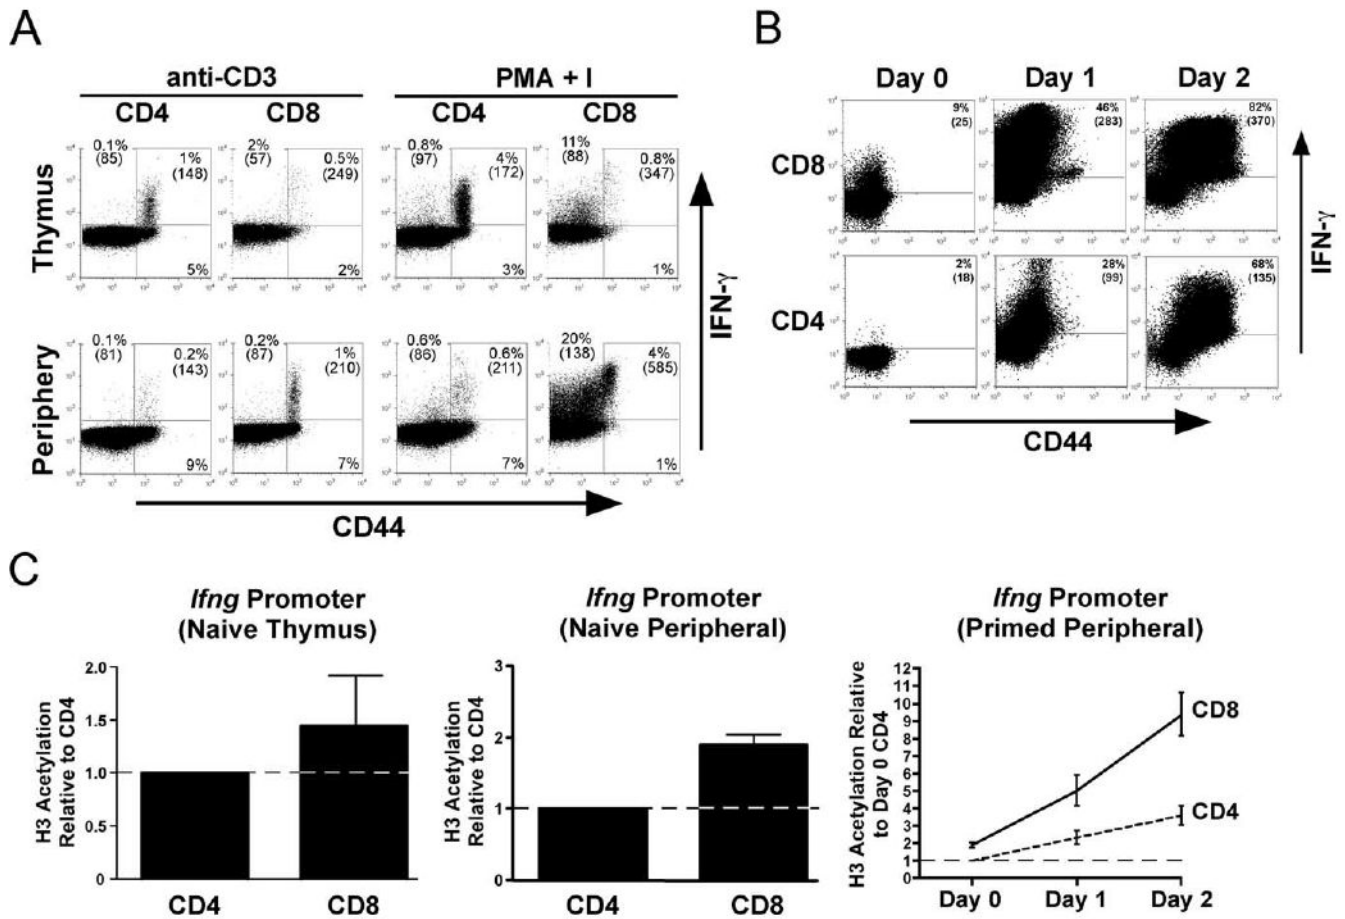 A
anti-CD3
PMA + I
CD4
CD8
CD4
CD8
Thymus
0.1%
(85)
1%
(148)
5%
2%
(57)
0.5%
(249)
2%
0.8%
(97)
4%
(172)
3%
11%
(88)
0.8%
(347)
1%
Periphery
0.1%
(81)
0.2%
(143)
9%
0.2%
(87)
1%
(210)
7%
0.6%
(86)
0.6%
(211)
7%
20%
(138)
4%
(585)
1%
IFN-γ
CD44
B
Day 0
Day 1
Day 2
CD8
9%
(25)
46%
(283)
82%
(370)
CD4
2%
(18)
28%
(99)
68%
(135)
IFN-γ
CD44
C
Ifng Promoter
(Naive Thymus)
H3 Acetylation
Relative to CD4
2.0
1.5
1.0
0.5
0
CD4
CD8
Ifng Promoter
(Naive Peripheral)
H3 Acetylation
Relative to CD4
3
2
1
0
CD4
CD8
Ifng Promoter
(Primed Peripheral)
H3 Acetylation Relative
to Day 0 CD4
12
11
10
9
8
7
6
5
4
3
2
1
0
CD8
CD4
Day 0
Day 1
Day 2